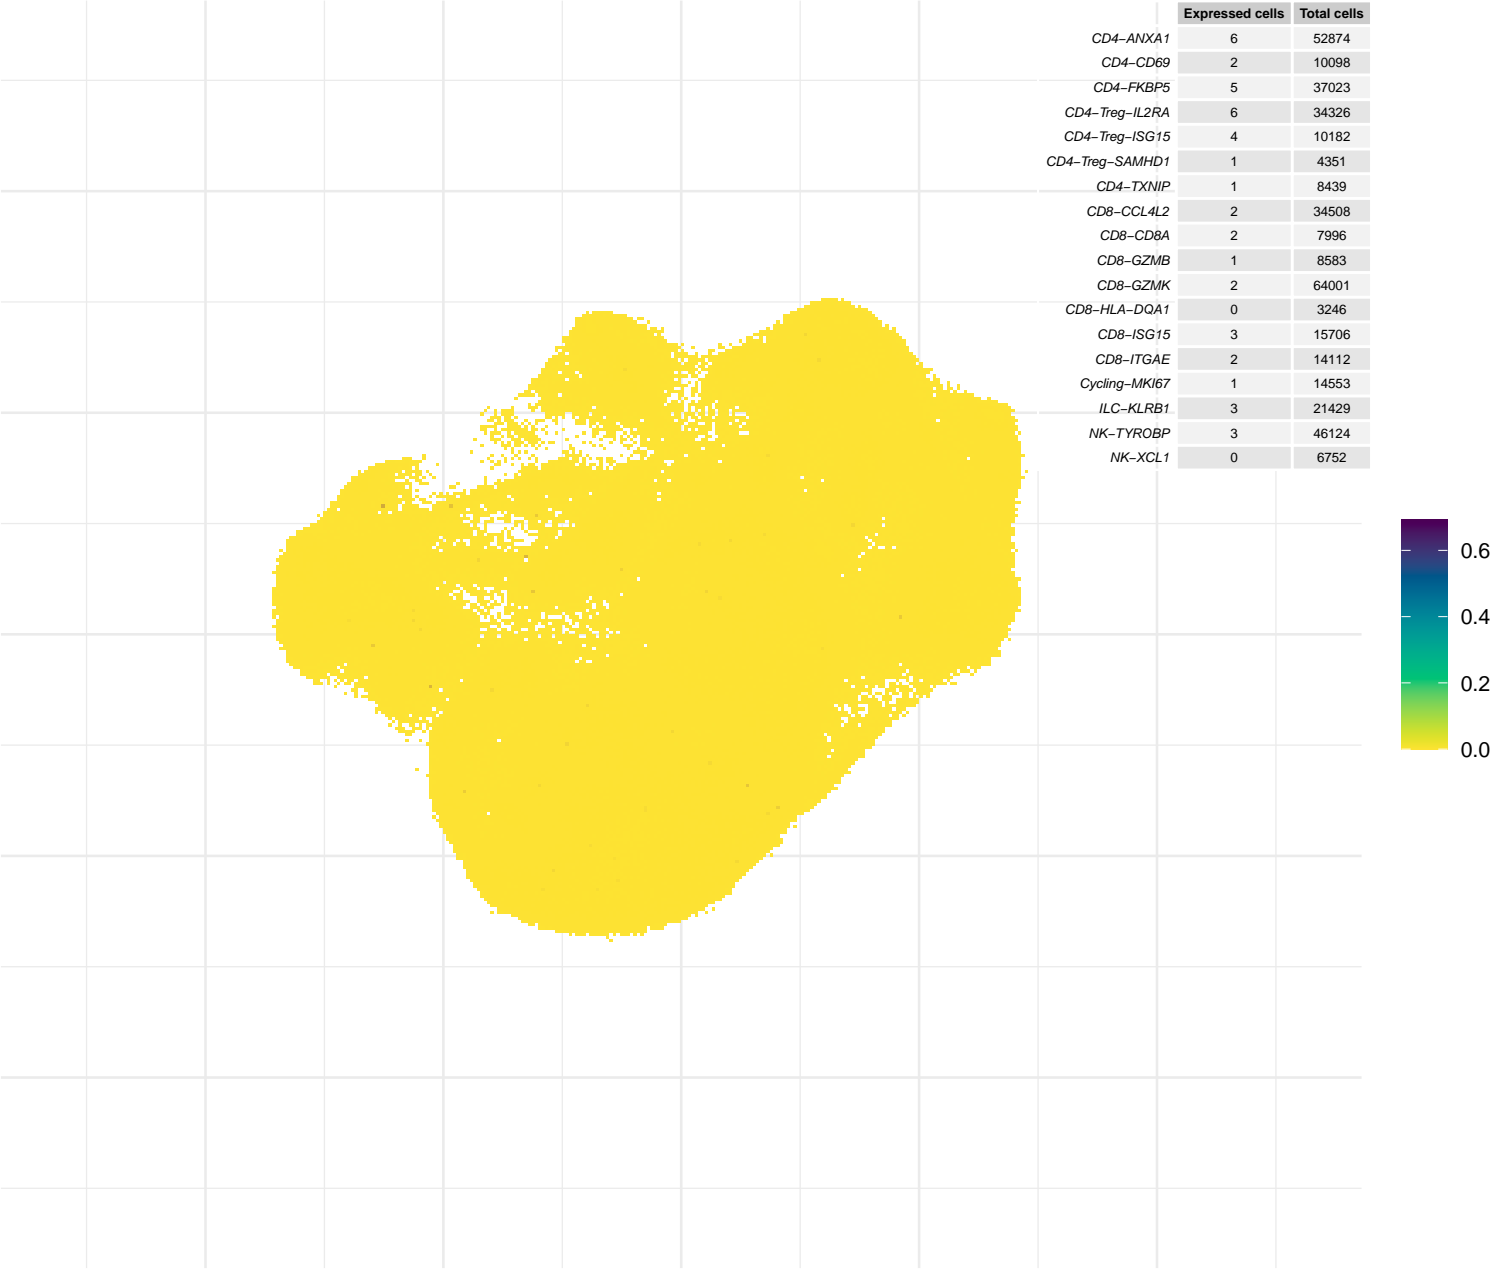 Expressed cells Total cells
CD4−ANXA1 6 52874
CD4−CD69 2 10098
CD4−FKBP5 5 37023
CD4−Treg−IL2RA 6 34326
CD4−Treg−ISG15 4 10182
CD4−Treg−SAMHD1 1 4351
CD4−TXNIP 1 8439
CD8−CCL4L2 2 34508
CD8−CD8A 2 7996
CD8−GZMB 1 8583
CD8−GZMK 2 64001
CD8−HLA−DQA1 0 3246
CD8−ISG15 3 15706
CD8−ITGAE 2 14112
Cycling−MKI67 1 14553
ILC−KLRB1 3 21429
NK−TYROBP 3 46124
NK−XCL1 0 6752
0.6
0.4
0.2
0.0